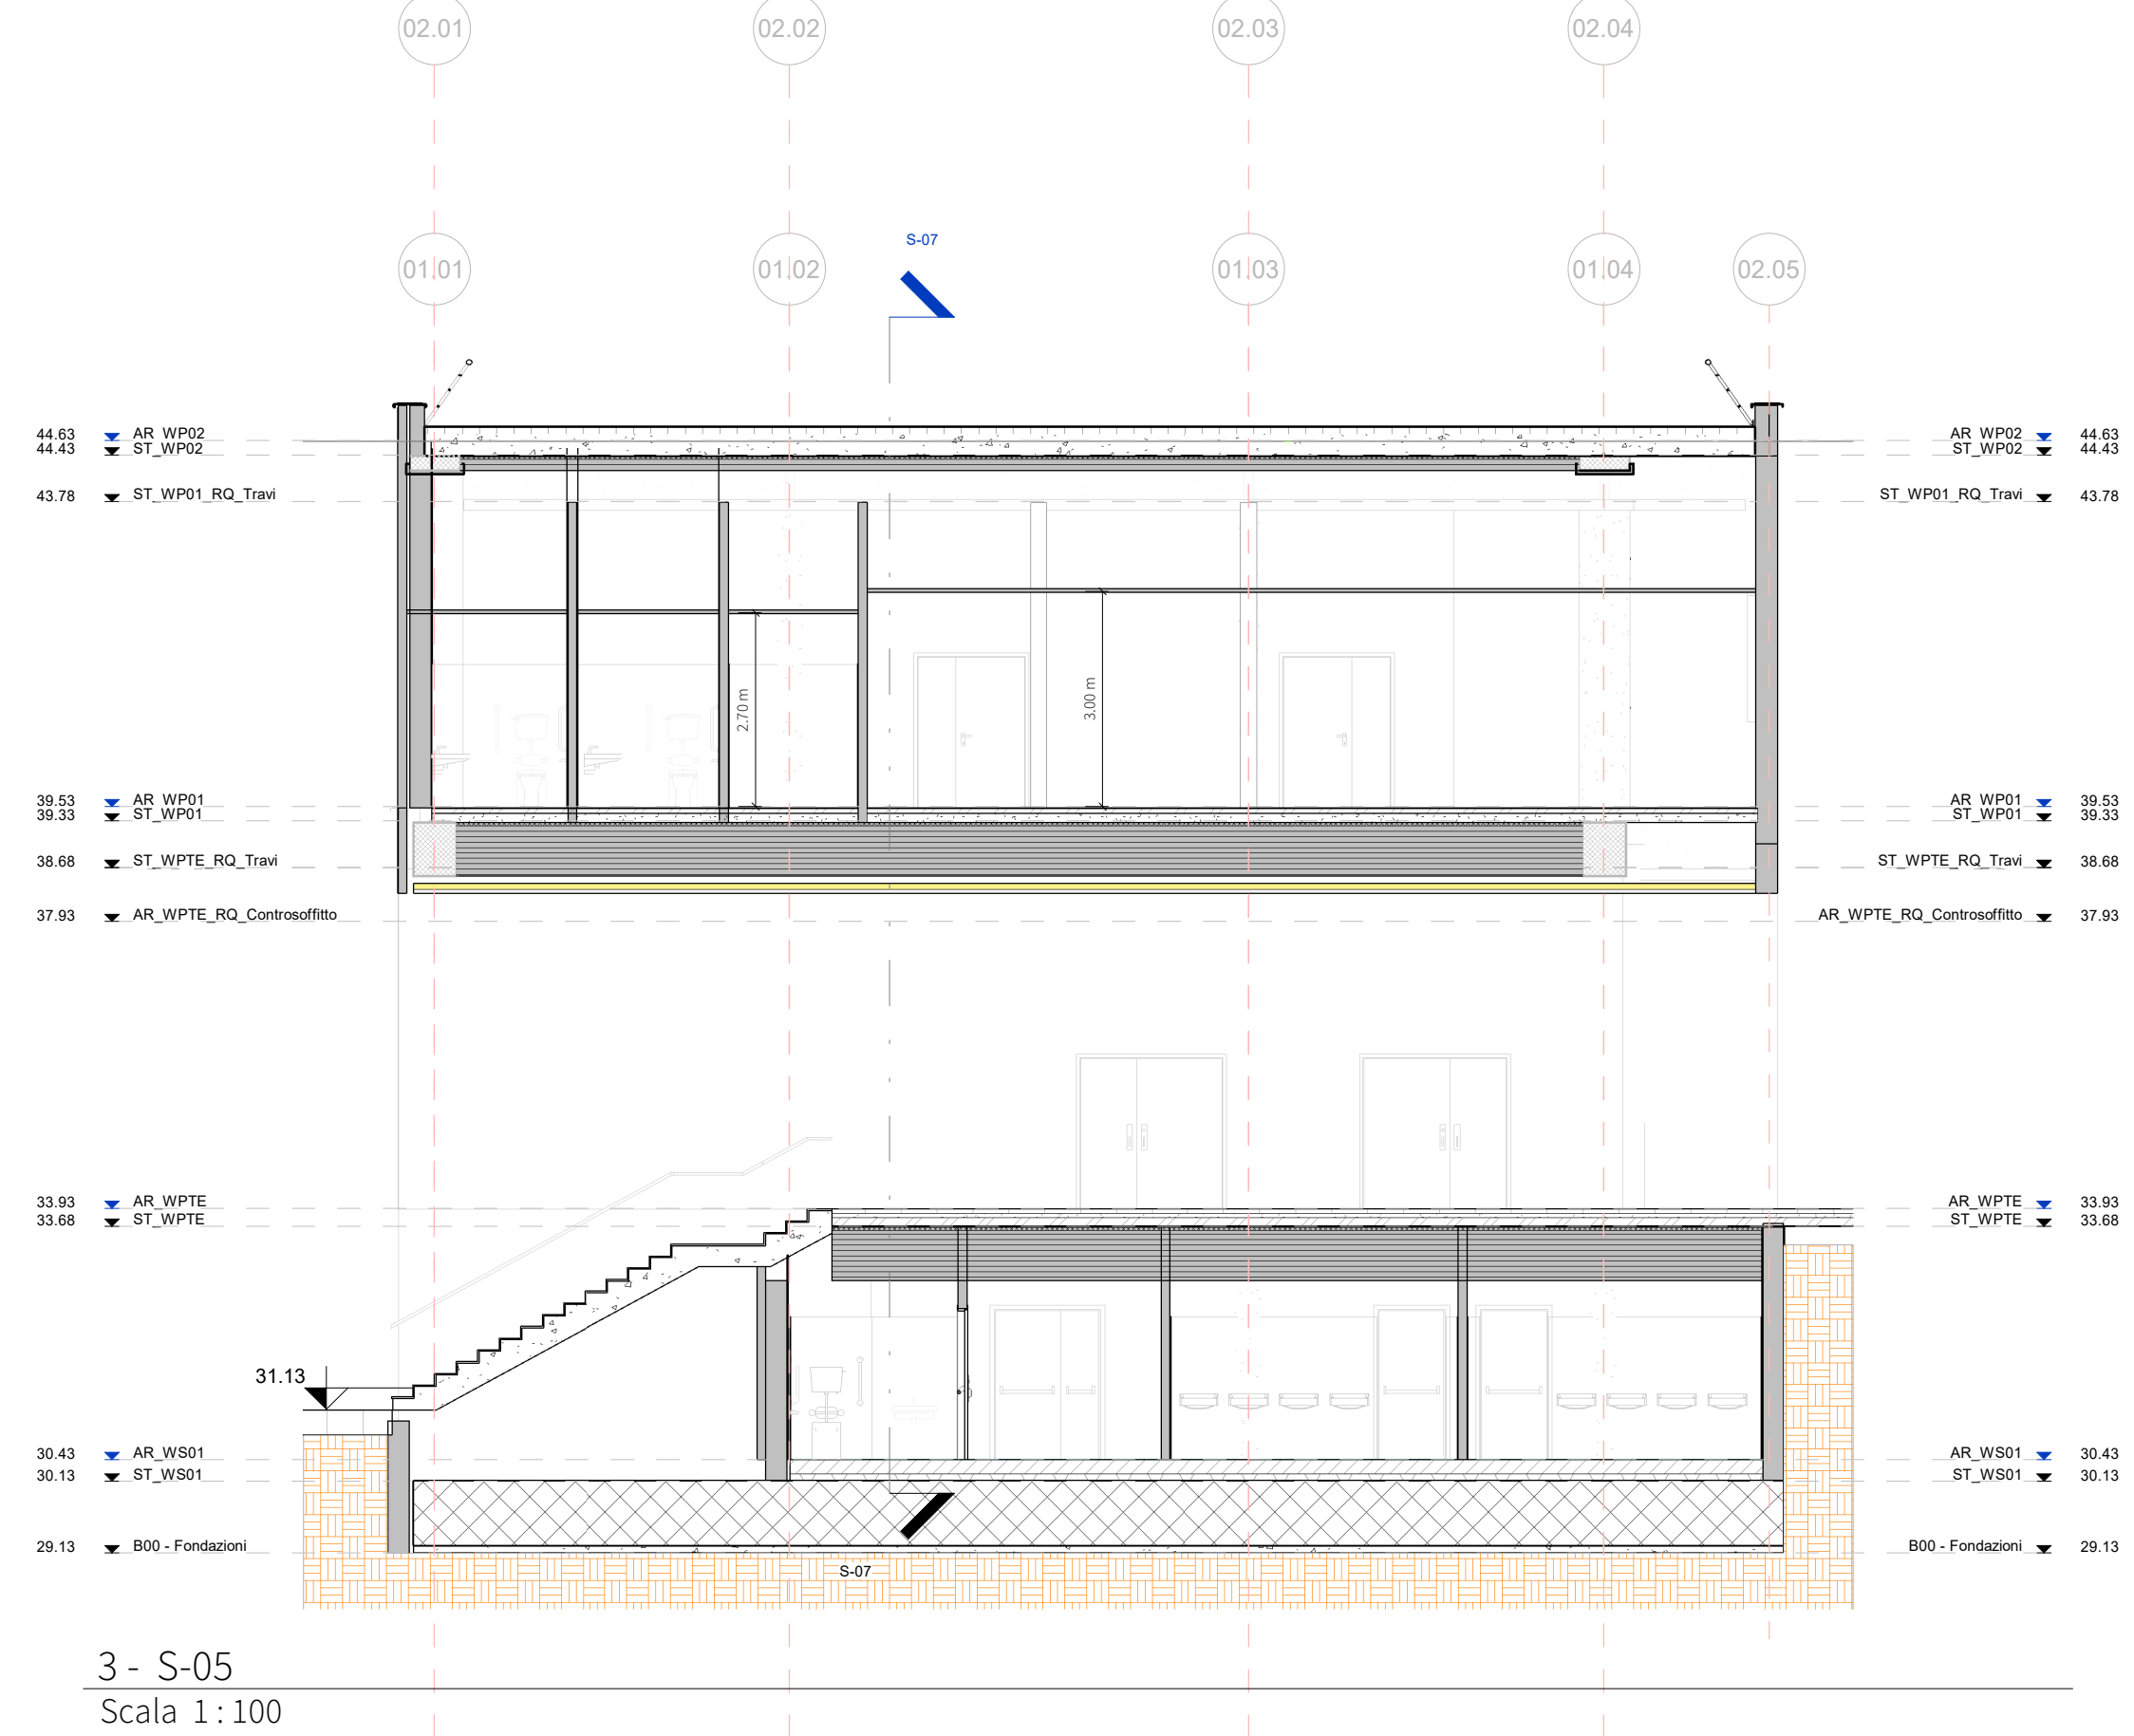 02.01 02.02 02.03 02.04
S-07
01.01 01.02 01.03 01.04 02.05
44.63 AR_WP02 AR_WP02 44.63
44.43 ST_WP02 ST_WP02 44.43
43.78 ST_WP01_RQ_Travi ST_WP01_RQ_Travi 43.78
2.70 m 3.00 m
39.53 AR_WP01 AR_WP01 39.53
39.33 ST_WP01 ST_WP01 39.33
38.68 ST_WPTE_RQ_Travi ST_WPTE_RQ_Travi 38.68
37.93 AR_WPTE_RQ_Controsoffitto AR_WPTE_RQ_Controsoffitto 37.93
33.93 AR_WPTE AR_WPTE 33.93
33.68 ST_WPTE ST_WPTE 33.68
31.13
30.43 AR_WS01 AR_WS01 30.43
30.13 ST_WS01 ST_WS01 30.13
29.13 B00 - Fondazioni B00 - Fondazioni 29.13
S-07
3 - S-05
Scala 1 : 100